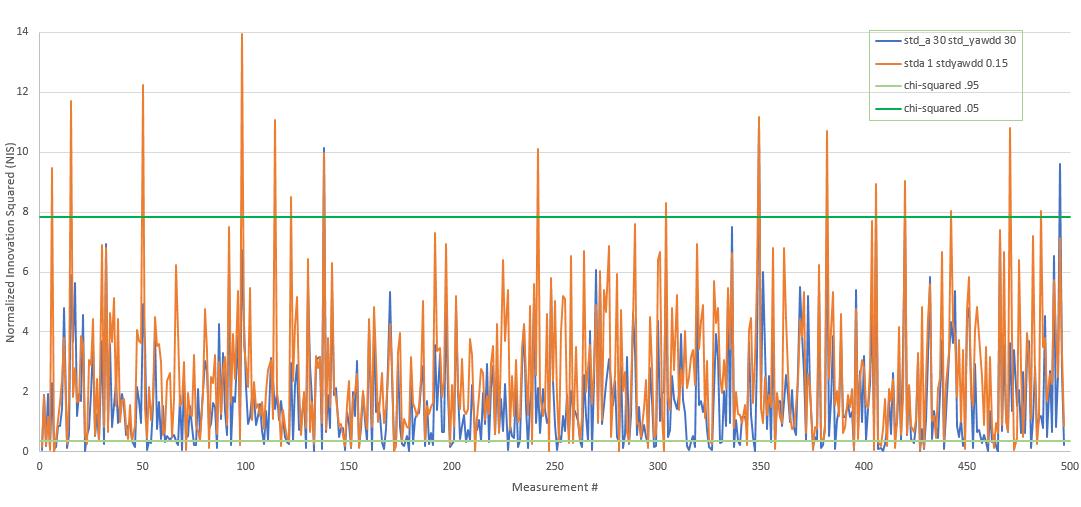 14
12
10
8
6
4
2
0
Normalized Innovation Squared (NIS)
std_a 30 std_yawdd 30
stda 1 stdyawdd 0.15
chi-squared .95
chi-squared .05
0 50 100 150 200 250 300 350 400 450 500
Measurement #